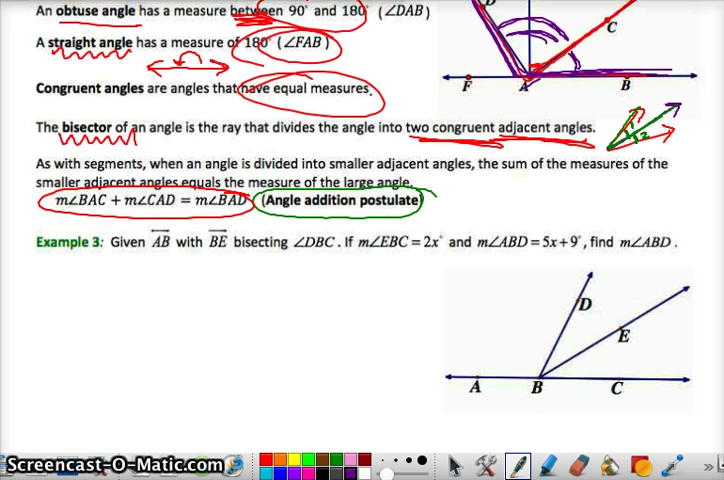 An obtuse angle has a measure between 90° and 180° (∠DAB)
D
A straight angle has a measure of 180° (∠FAB)
C
F A B
Congruent angles are angles that have equal measures.
The bisector of an angle is the ray that divides the angle into two congruent adjacent angles.
2
As with segments, when an angle is divided into smaller adjacent angles, the sum of the measures of the
smaller adjacent angles equals the measure of the large angle.
m∠BAC + m∠CAD = m∠BAD (Angle addition postulate)
Example 3: Given AB with BE bisecting ∠DBC. If m∠EBC = 2x° and m∠ABD = 5x + 9°, find m∠ABD.
D
E
A B C
Screencast-O-Matic.com